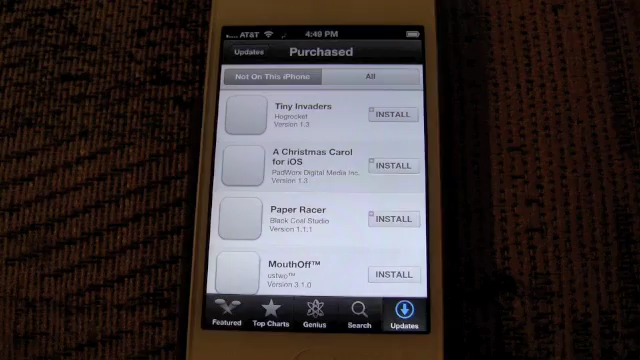 AT&T 4:49 PM
Updates Purchased
Not On This iPhone All
Tiny Invaders
Hogrocket
Version 1.3
INSTALL
A Christmas Carol
for iOS
PadWorx Digital Media Inc.
Version 1.3
INSTALL
Paper Racer
Black Coal Studio
Version 1.1.1
INSTALL
MouthOff™
ustwo™
Version 3.1.0
INSTALL
Featured Top Charts Genius Search Updates